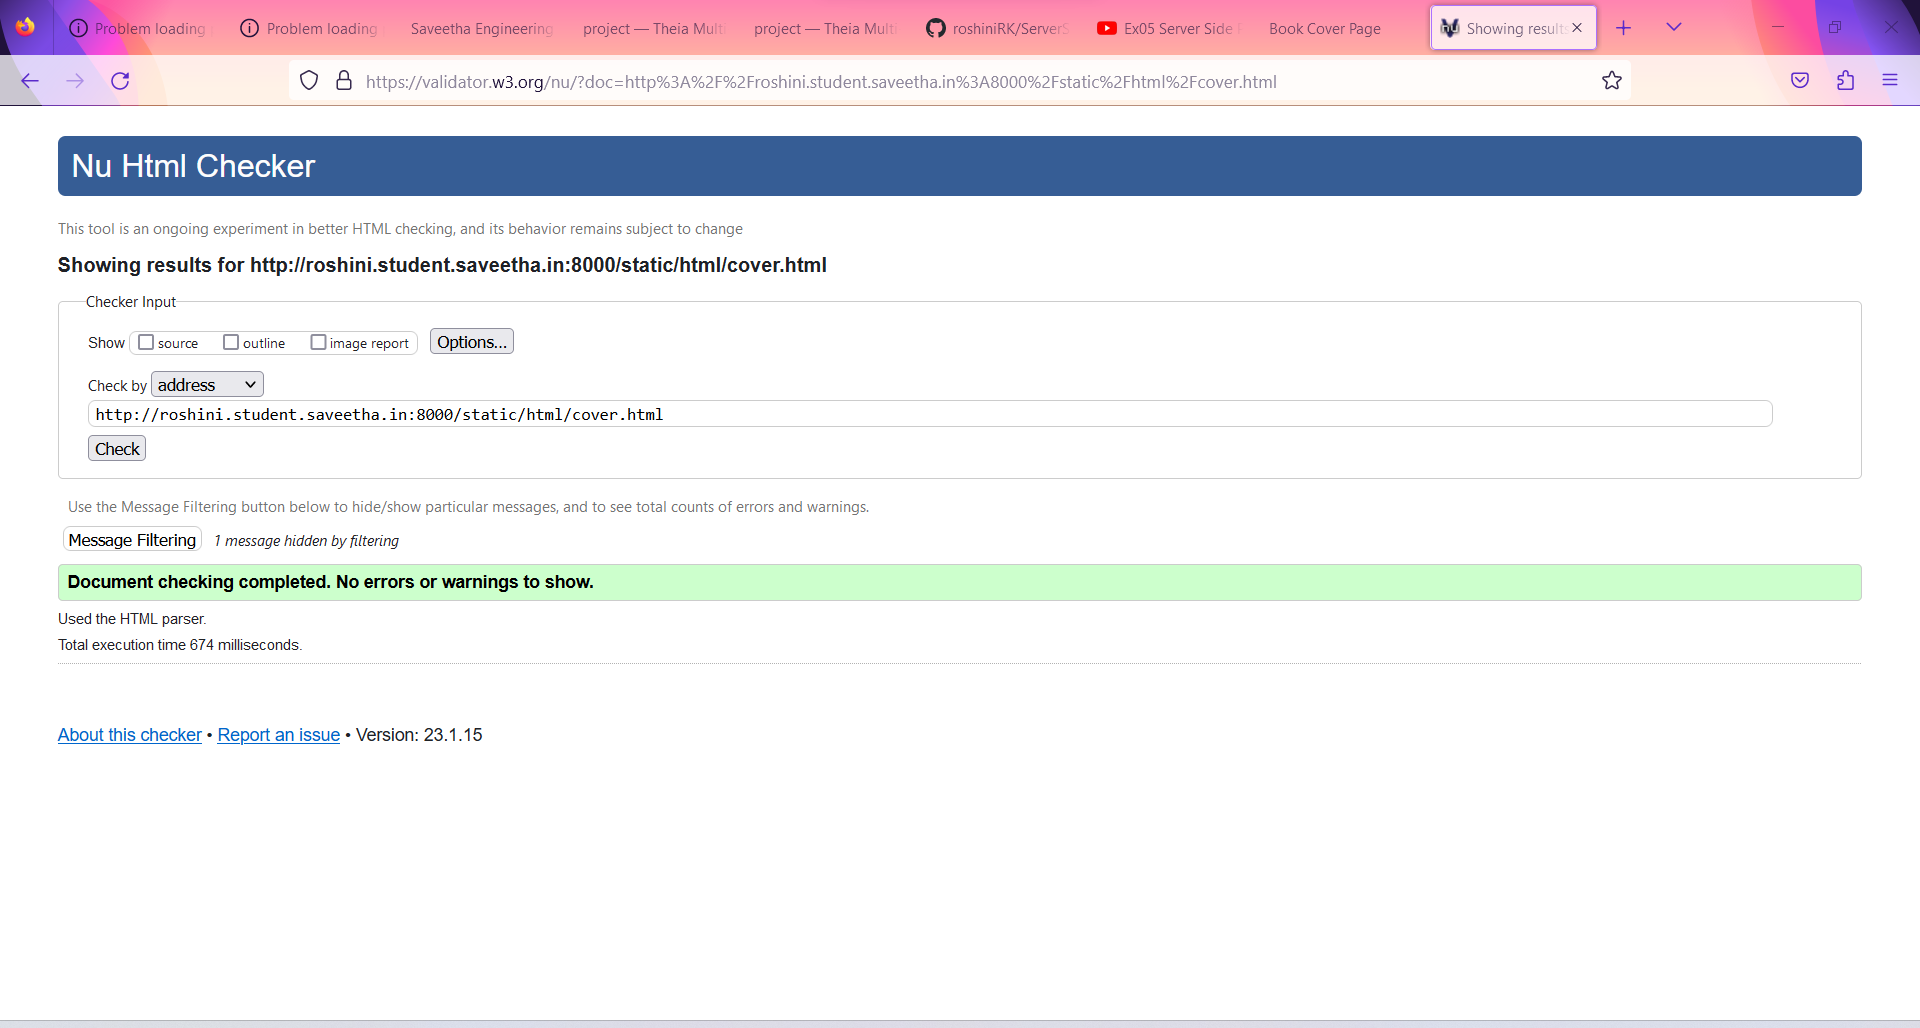 Problem loading
Problem loading
Saveetha Engineering
project — Theia Mult
project — Theia Mult
roshiniRK/ServerS
Ex05 Server Side
Book Cover Page
Showing results
https://validator.w3.org/nu/?doc=http%3A%2F%2Froshini.student.saveetha.in%3A8000%2Fstatic%2Fhtml%2Fcover.html
Nu Html Checker
This tool is an ongoing experiment in better HTML checking, and its behavior remains subject to change
Showing results for http://roshini.student.saveetha.in:8000/static/html/cover.html
Checker Input
Show source outline image report Options...
Check by address
http://roshini.student.saveetha.in:8000/static/html/cover.html
Check
Use the Message Filtering button below to hide/show particular messages, and to see total counts of errors and warnings.
Message Filtering 1 message hidden by filtering
Document checking completed. No errors or warnings to show.
Used the HTML parser.
Total execution time 674 milliseconds.
About this checker • Report an issue • Version: 23.1.15